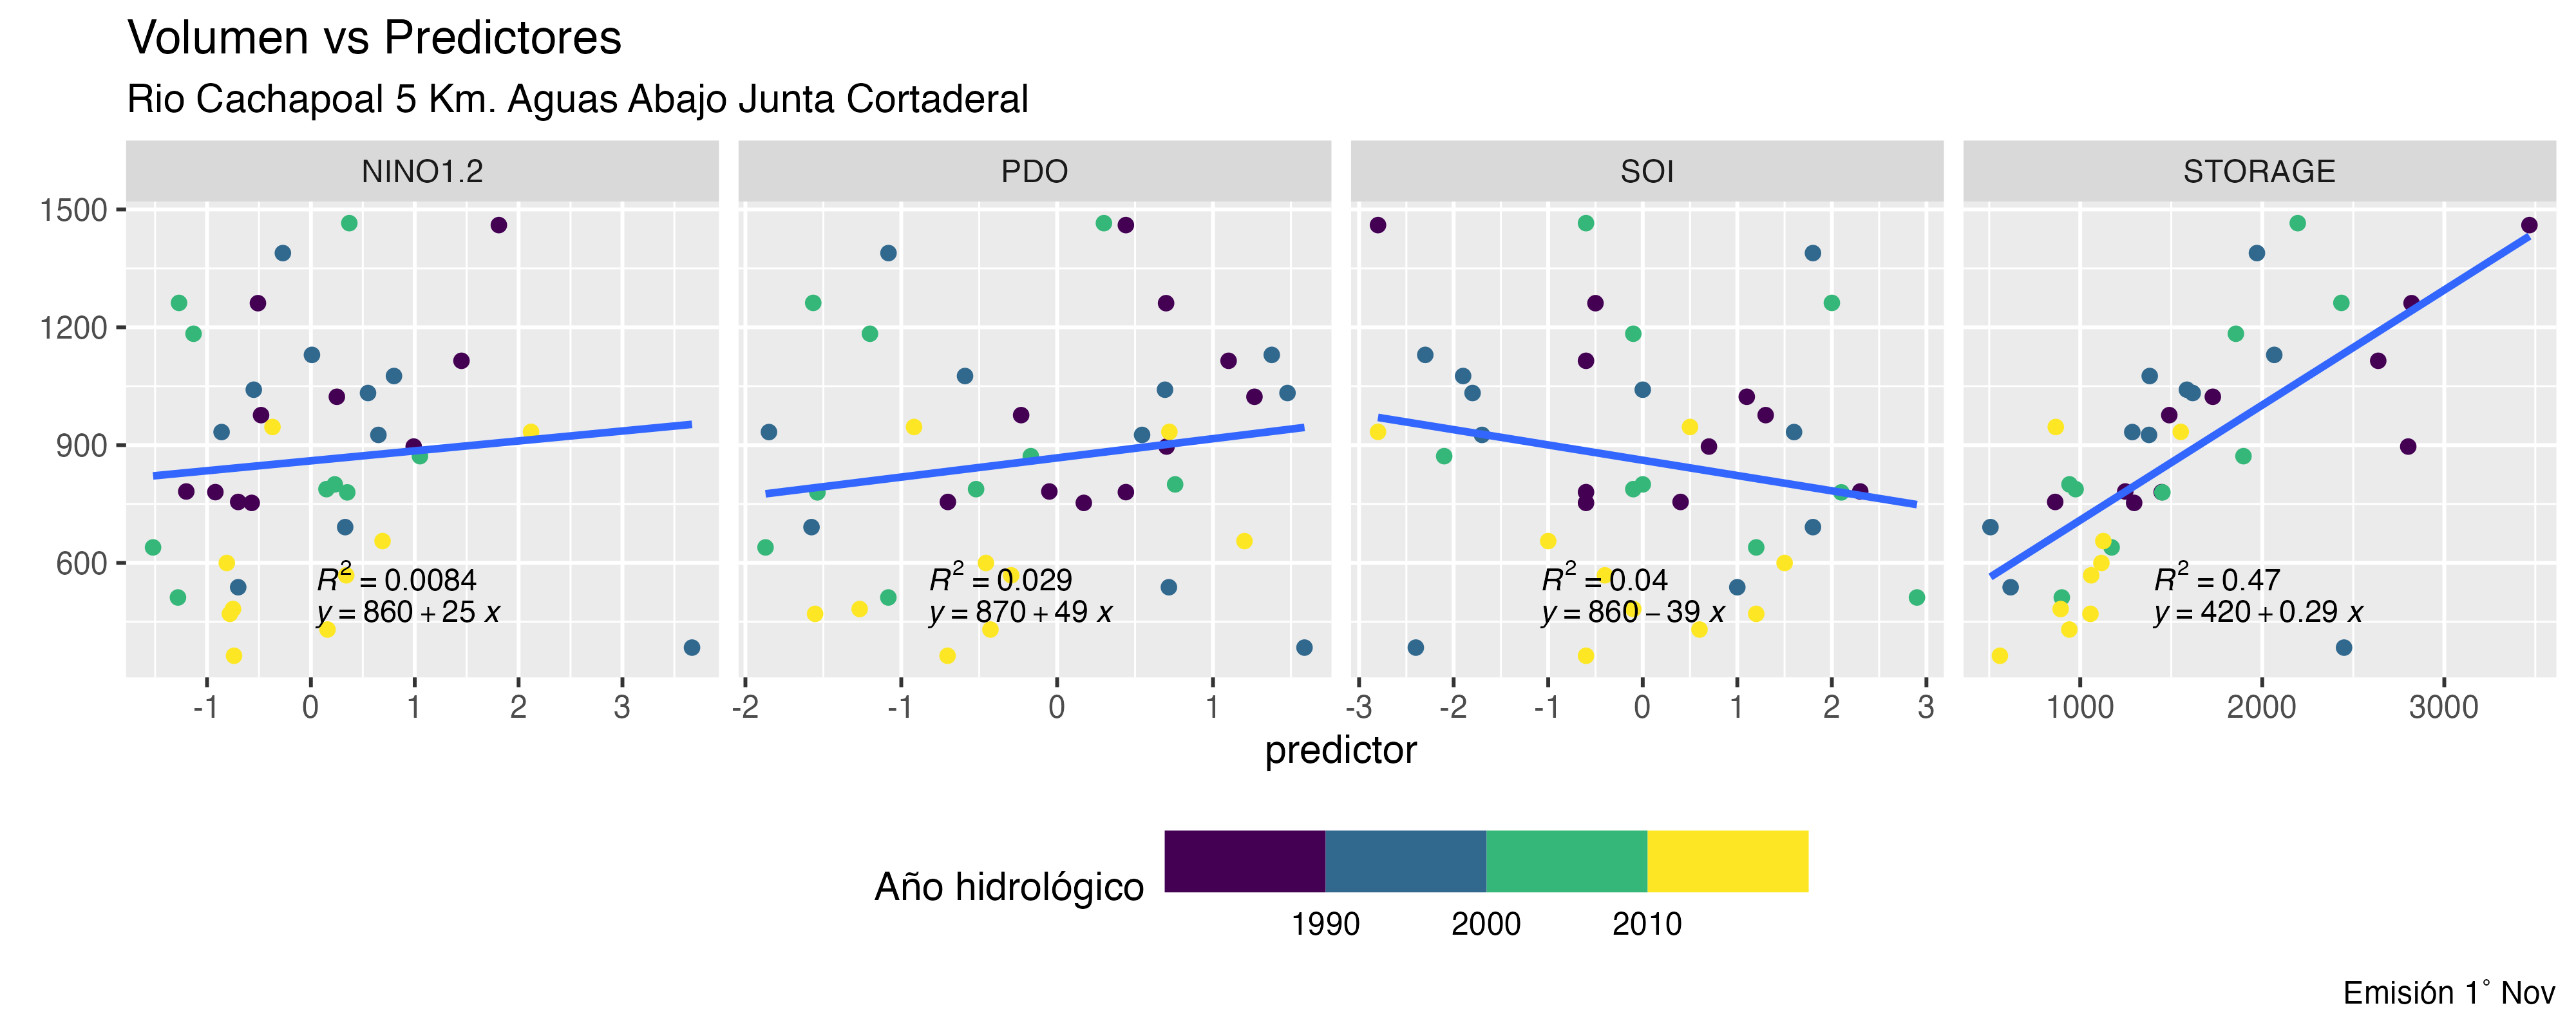 Volumen vs Predictores
Rio Cachapoal 5 Km. Aguas Abajo Junta Cortaderal
NINO1.2 PDO SOI STORAGE
1500
1200
900
600
R² = 0.0084 R² = 0.029 R² = 0.04 R² = 0.47
y = 860 + 25 x y = 870 + 49 x y = 860 − 39 x y = 420 + 0.29 x
-1 0 1 2 3 -2 -1 0 1 -3 -2 -1 0 1 2 3 1000 2000 3000
predictor
Año hidrológico
1990 2000 2010
Emisión 1° Nov